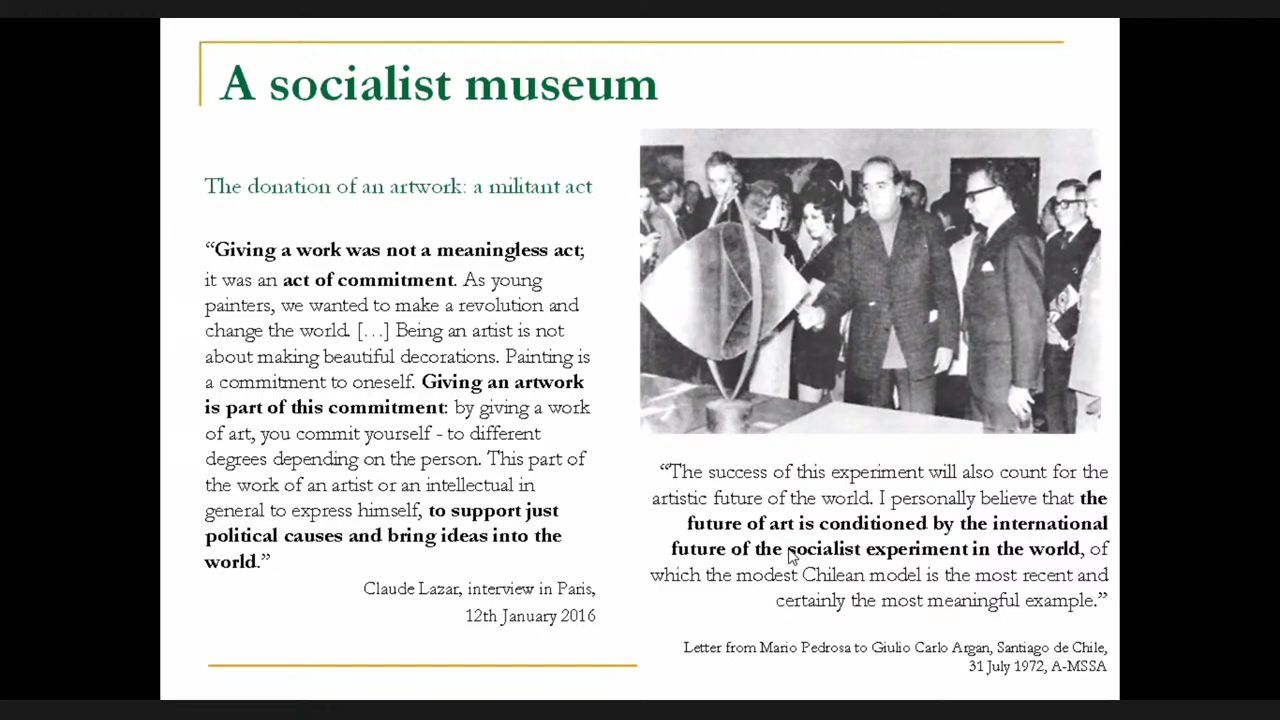 A socialist museum
The donation of an artwork: a militant act
“Giving a work was not a meaningless act;
it was an act of commitment. As young
painters, we wanted to make a revolution and
change the world. […] Being an artist is not
about making beautiful decorations. Painting is
a commitment to oneself. Giving an artwork
is part of this commitment: by giving a work
of art, you commit yourself - to different
degrees depending on the person. This part of
the work of an artist or an intellectual in
general to express himself, to support just
political causes and bring ideas into the
world.”
Claude Lazar, interview in Paris,
12th January 2016
“The success of this experiment will also count for the
artistic future of the world. I personally believe that the
future of art is conditioned by the international
future of the socialist experiment in the world, of
which the modest Chilean model is the most recent and
certainly the most meaningful example.”
Letter from Mario Pedrosa to Giulio Carlo Argan, Santiago de Chile,
31 July 1972, A-MSSA